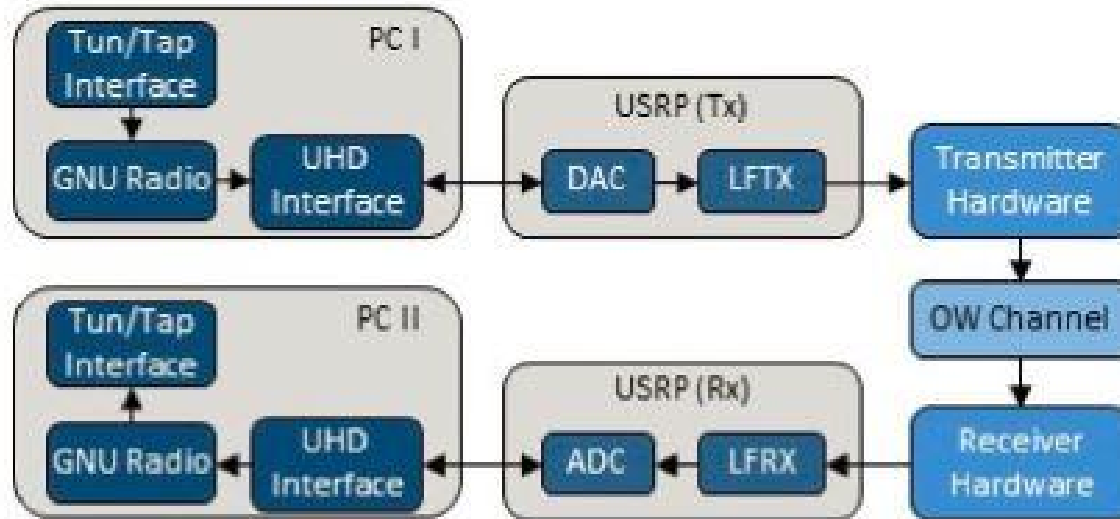 PC I
Tun/Tap
Interface
GNU Radio
UHD
Interface
USRP (Tx)
DAC
LFTX
Transmitter
Hardware
OW Channel
PC II
Tun/Tap
Interface
GNU Radio
UHD
Interface
USRP (Rx)
ADC
LFRX
Receiver
Hardware